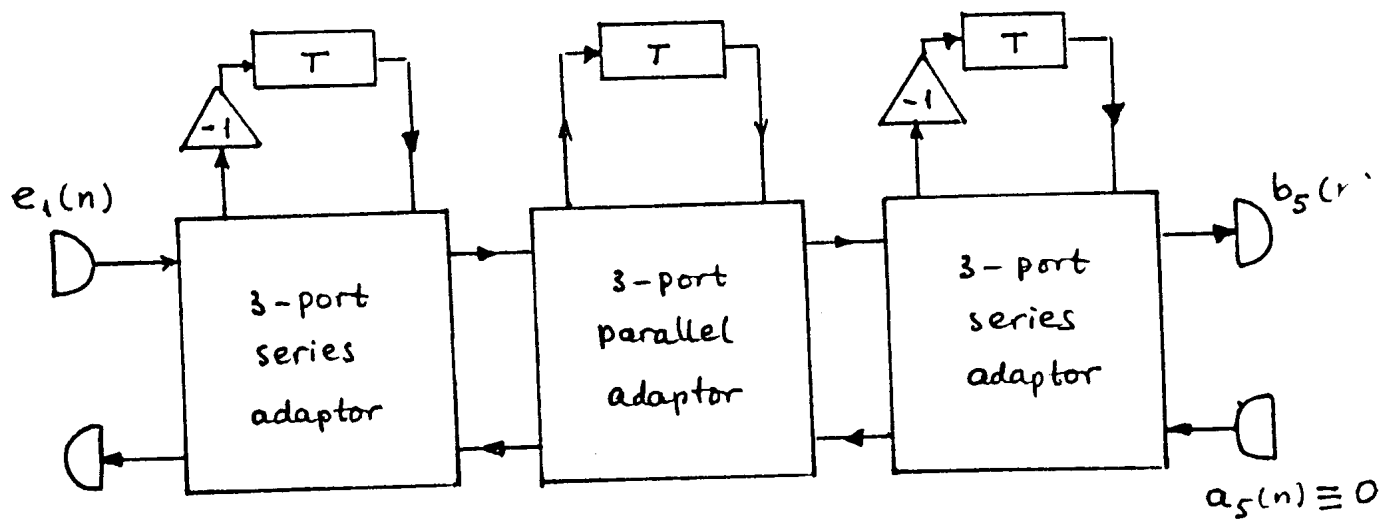 T
T
T
-1
-1
e₁(n)
3-port
series
adaptor
3-port
parallel
adaptor
3-port
series
adaptor
b₅(
a₅(n) ≡ 0